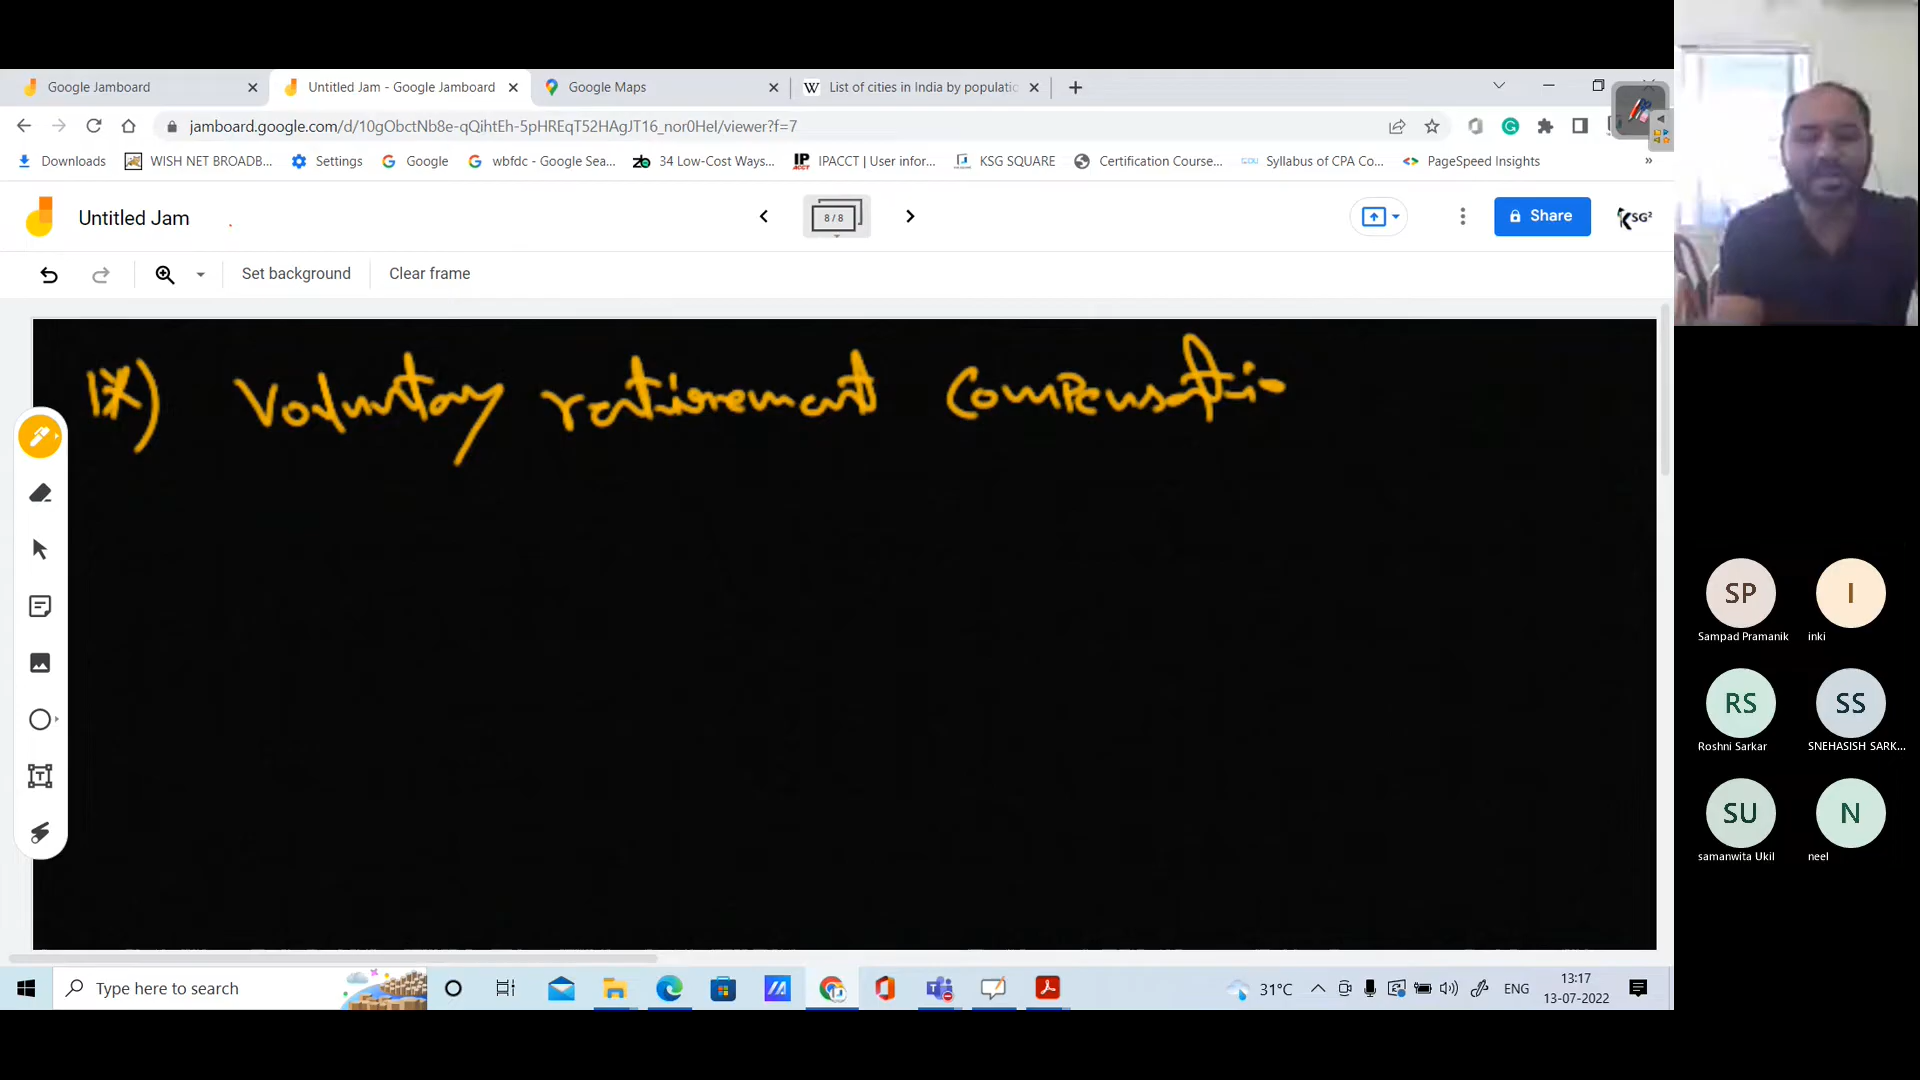 Google Jamboard
Untitled Jam - Google Jamboard
Google Maps
List of cities in India by populatic
jamboard.google.com/d/10gObctNb8e-qQihtEh-5pHREqT52HAgJT16_nor0HeI/viewer?f=7
Downloads
WISH NET BROADB...
Settings
Google
wbfdc - Google Sea...
34 Low-Cost Ways...
IPACCT | User infor...
KSG SQUARE
Certification Course...
Syllabus of CPA Co...
PageSpeed Insights
Untitled Jam
8 / 8
Share
KSG²
Set background
Clear frame
IX) Voluntary retirement Compensatio
SP
Sampad Pramanik
I
inki
RS
Roshni Sarkar
SS
SNEHASISH SARK...
SU
samanwita Ukil
N
neel
Type here to search
31°C
ENG
13:17
13-07-2022